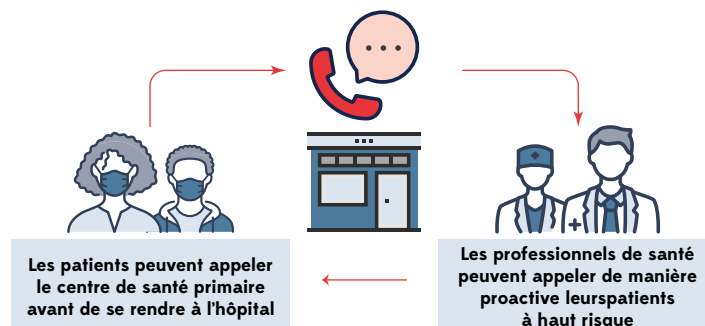 Les patients peuvent appeler
le centre de santé primaire
avant de se rendre à l'hôpital
Les professionnels de santé
peuvent appeler de manière
proactive leurspatients
à haut risque